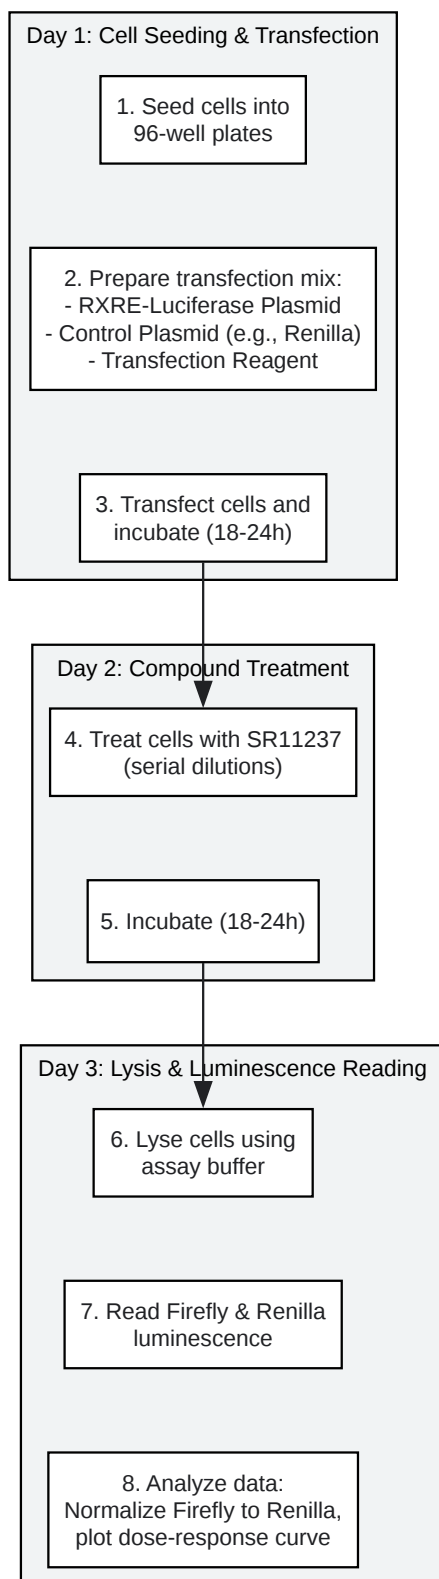 Day 1: Cell Seeding & Transfection
1. Seed cells into
96-well plates
2. Prepare transfection mix:
- RXRE-Luciferase Plasmid
- Control Plasmid (e.g., Renilla)
- Transfection Reagent
3. Transfect cells and
incubate (18-24h)
Day 2: Compound Treatment
4. Treat cells with SR11237
(serial dilutions)
5. Incubate (18-24h)
Day 3: Lysis & Luminescence Reading
6. Lyse cells using
assay buffer
7. Read Firefly & Renilla
luminescence
8. Analyze data:
Normalize Firefly to Renilla,
plot dose-response curve